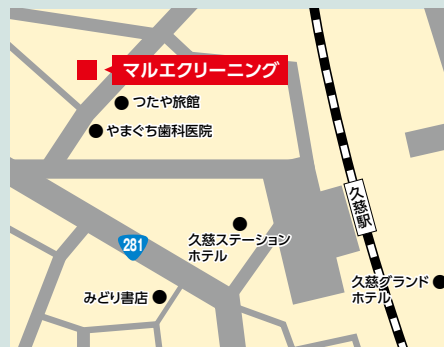 マルエクリーニング
つたや旅館
やまぐち歯科医院
久慈駅
281
久慈ステーション
ホテル
久慈グランド
ホテル
みどり書店